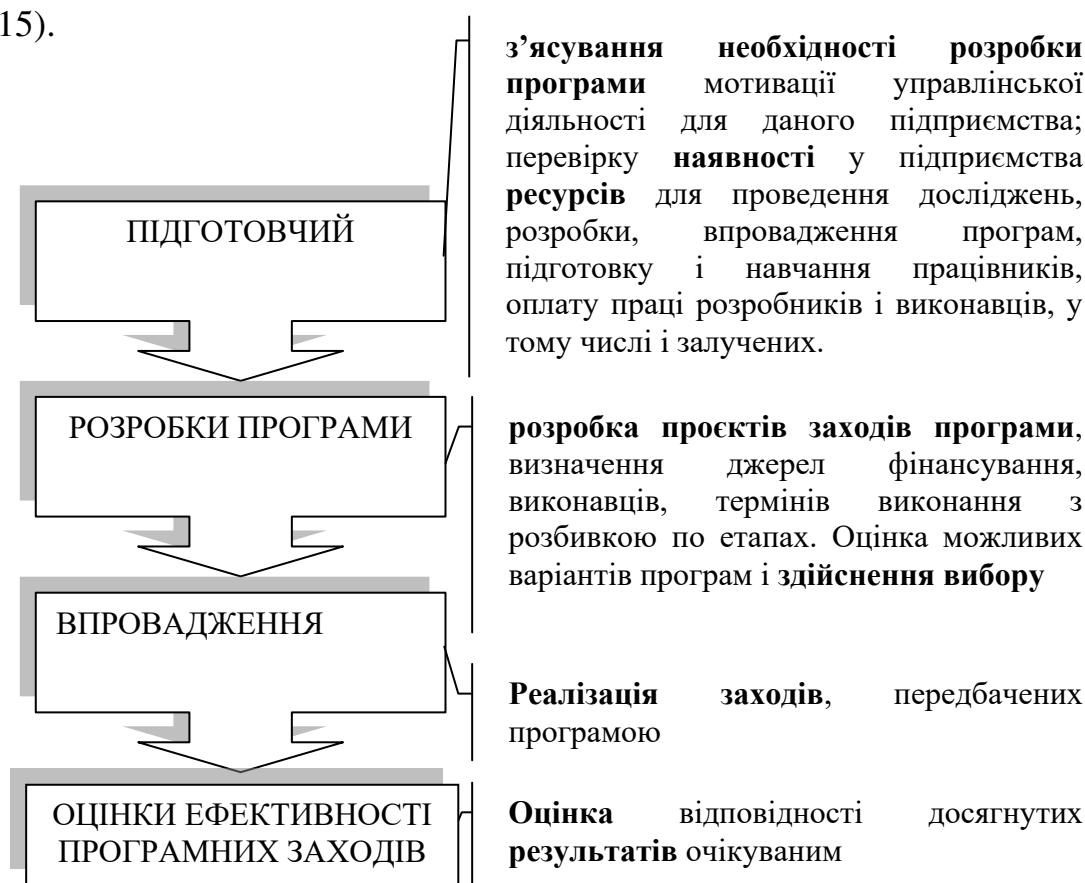 15).
з’ясування необхідності розробки
програми мотивації управлінської
діяльності для даного підприємства;
перевірку наявності у підприємства
ресурсів для проведення досліджень,
розробки, впровадження програм,
підготовку і навчання працівників,
оплату праці розробників і виконавців, у
тому числі і залучених.
ПІДГОТОВЧИЙ
РОЗРОБКИ ПРОГРАМИ
розробка проєктів заходів програми,
визначення джерел фінансування,
виконавців, термінів виконання з
розбивкою по етапах. Оцінка можливих
варіантів програм і здійснення вибору
ВПРОВАДЖЕННЯ
Реалізація заходів, передбачених
програмою
ОЦІНКИ ЕФЕКТИВНОСТІ
ПРОГРАМНИХ ЗАХОДІВ
Оцінка відповідності досягнутих
результатів очікуваним